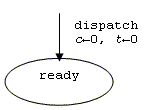 dispatch
c←0, t←0
ready